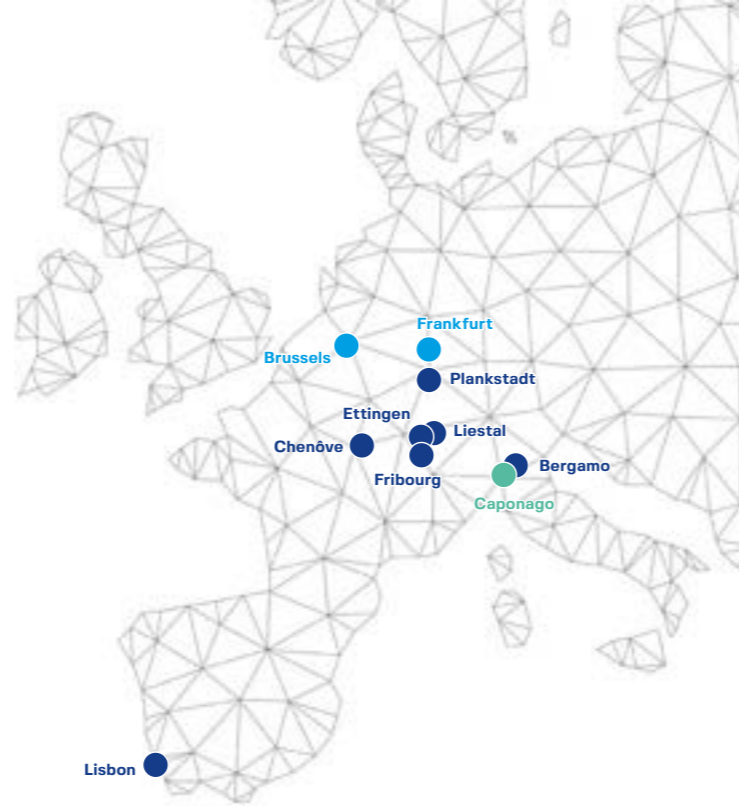 Frankfurt
Brussels
Plankstadt
Ettingen
Liestal
Chenôve
Bergamo
Fribourg
Caponago
Lisbon